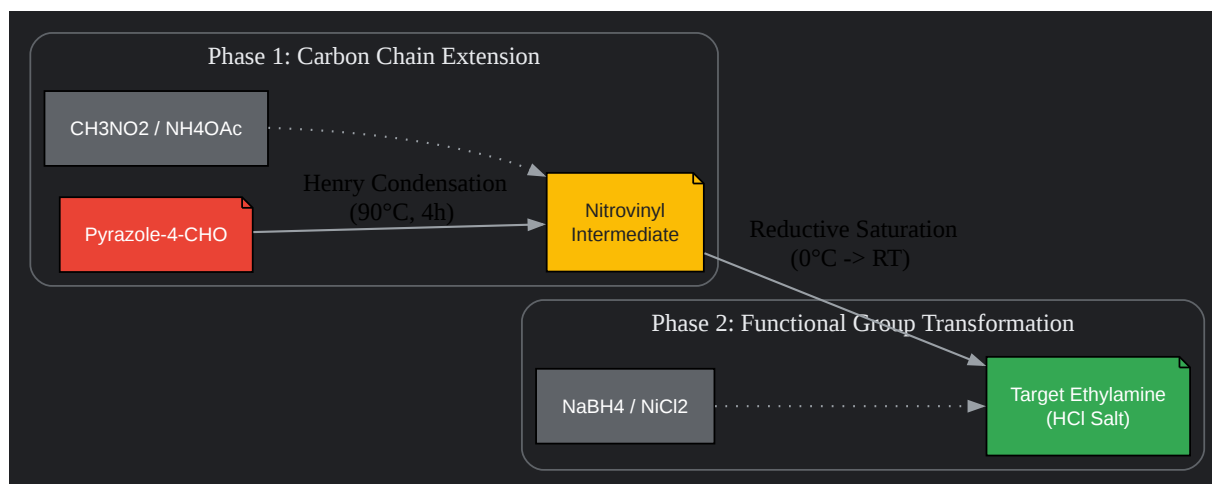 Phase 1: Carbon Chain Extension
CH3NO2 / NH4OAc
Henry Condensation
(90°C, 4h)
Pyrazole-4-CHO
Nitrovinyl
Intermediate
Reductive Saturation
(0°C -> RT)
Phase 2: Functional Group Transformation
NaBH4 / NiCl2
Target Ethylamine
(HCl Salt)